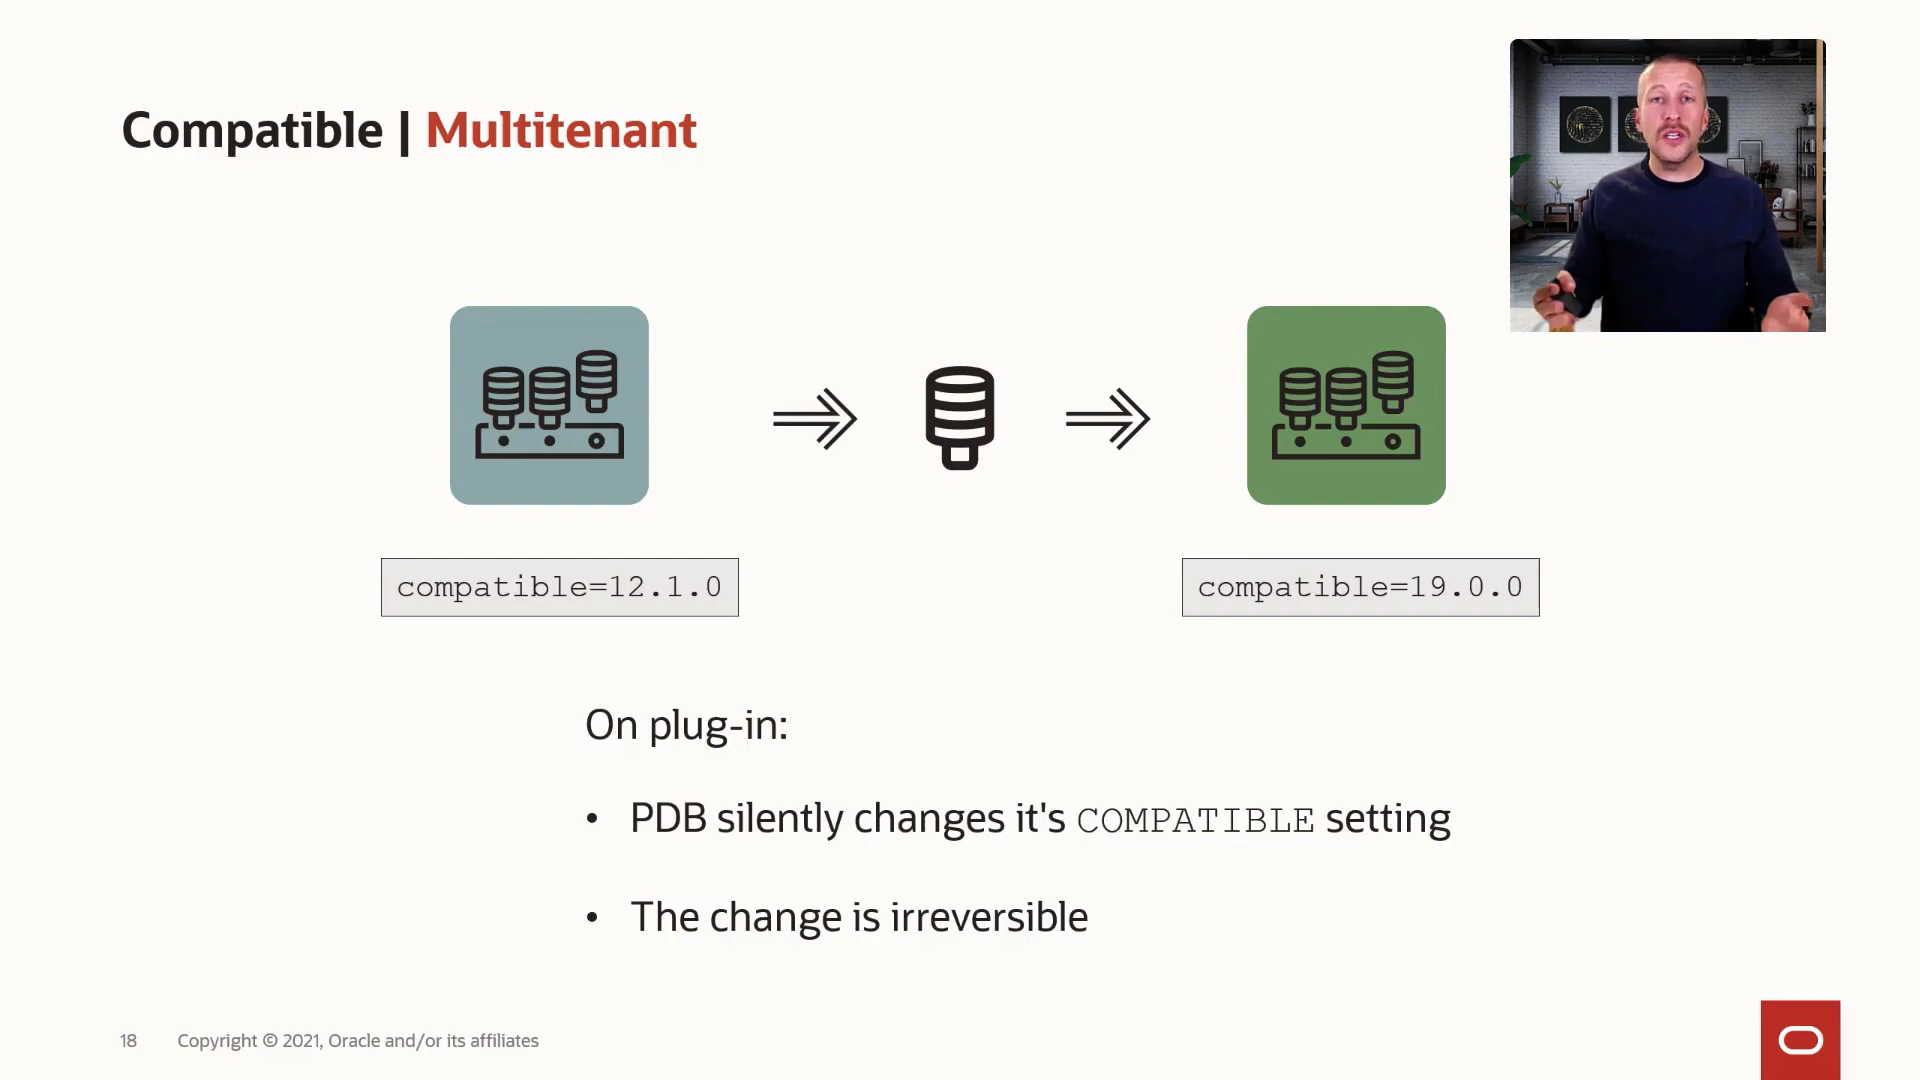 Compatible | Multitenant
compatible=12.1.0
compatible=19.0.0
On plug-in:
• PDB silently changes it's COMPATIBLE setting
• The change is irreversible
18 Copyright © 2021, Oracle and/or its affiliates